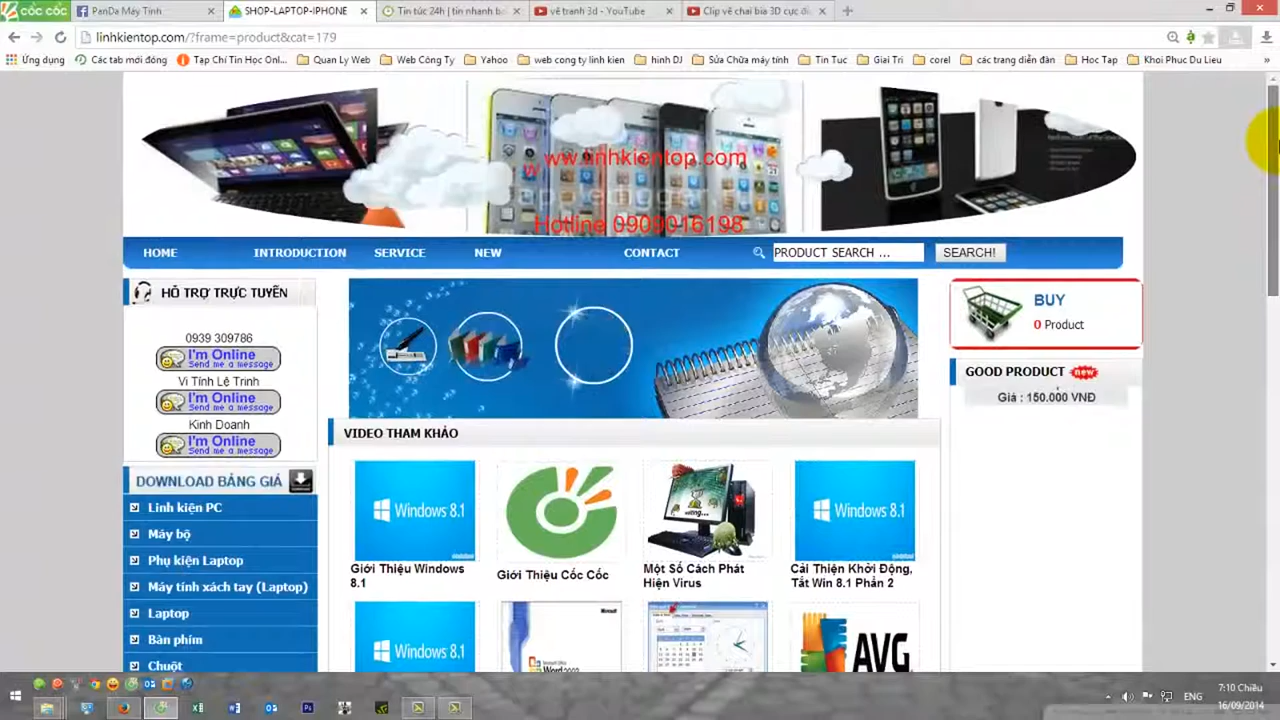 cốc cốc
PanDa Máy Tính
SHOP-LAPTOP-IPHONE
Tin tức 24h | tin nhanh bá
vẽ tranh 3d - YouTube
Clip vẽ chai bia 3D cực đỉ
linhkientop.com/?frame=product&cat=179
Ứng dụng
Các tab mới đóng
Tạp Chí Tin Học Onl...
Quan Ly Web
Web Công Ty
Yahoo
web cong ty linh kien
hinh DJ
Sửa Chữa máy tính
Tin Tuc
Giai Tri
corel
các trang diễn đàn
Hoc Tap
Khoi Phuc Du Lieu
www.linhkientop.com
Hotline 0909016198
HOME
INTRODUCTION
SERVICE
NEW
CONTACT
PRODUCT SEARCH ...
SEARCH!
HỖ TRỢ TRỰC TUYẾN
0939 309786
I'm Online
Send me a message
Vi Tính Lệ Trinh
I'm Online
Send me a message
Kinh Doanh
I'm Online
Send me a message
DOWNLOAD BẢNG GIÁ
Linh kiện PC
Máy bộ
Phụ kiện Laptop
Máy tính xách tay (Laptop)
Laptop
Bàn phím
Chuột
VIDEO THAM KHẢO
Windows 8.1
Windows 8.1
Giới Thiệu Windows
8.1
Giới Thiệu Cốc Cốc
Một Số Cách Phát
Hiện Virus
Cải Thiện Khởi Động,
Tắt Win 8.1 Phần 2
Windows 8.1
AVG
BUY
0 Product
GOOD PRODUCT new
Giá : 150.000 VNĐ
ENG
7:10 Chiều
16/09/2014